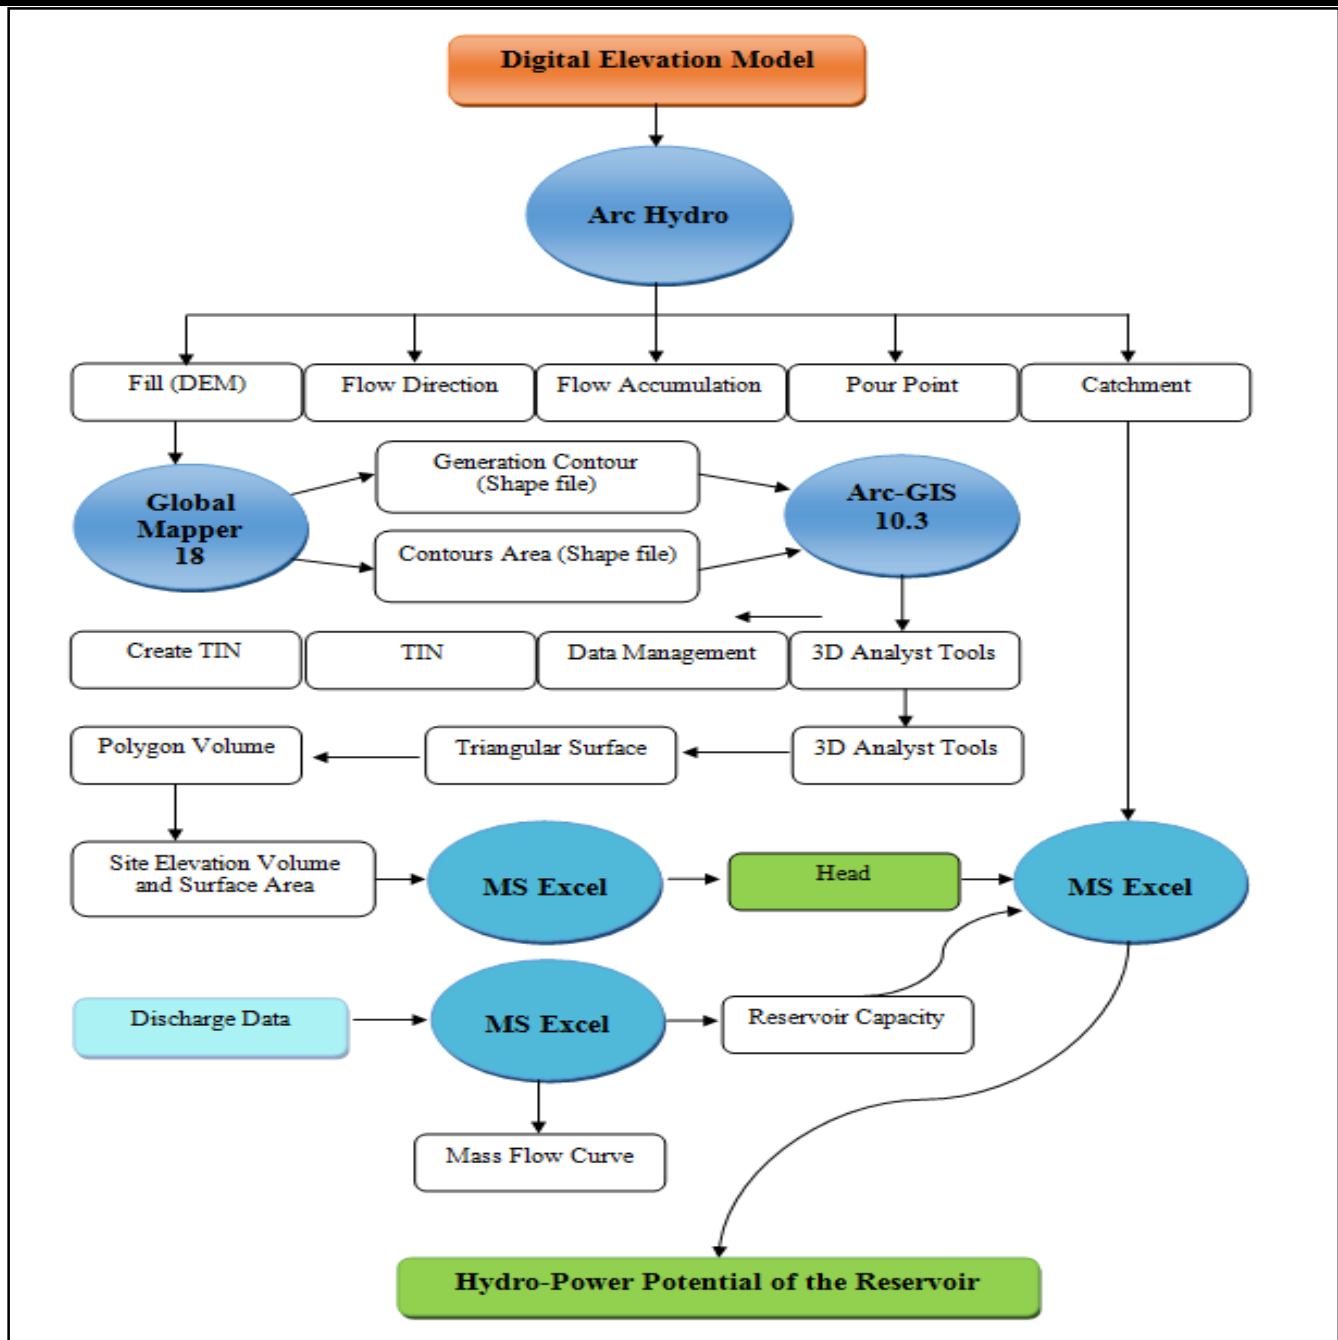 Digital Elevation Model
Arc Hydro
Fill (DEM)
Flow Direction
Flow Accumulation
Pour Point
Catchment
Global
Mapper
18
Generation Contour
(Shape file)
Contours Area (Shape file)
Arc-GIS
10.3
Create TIN
TIN
Data Management
3D Analyst Tools
Polygon Volume
Triangular Surface
3D Analyst Tools
Site Elevation Volume
and Surface Area
MS Excel
Head
MS Excel
Discharge Data
MS Excel
Reservoir Capacity
Mass Flow Curve
Hydro-Power Potential of the Reservoir